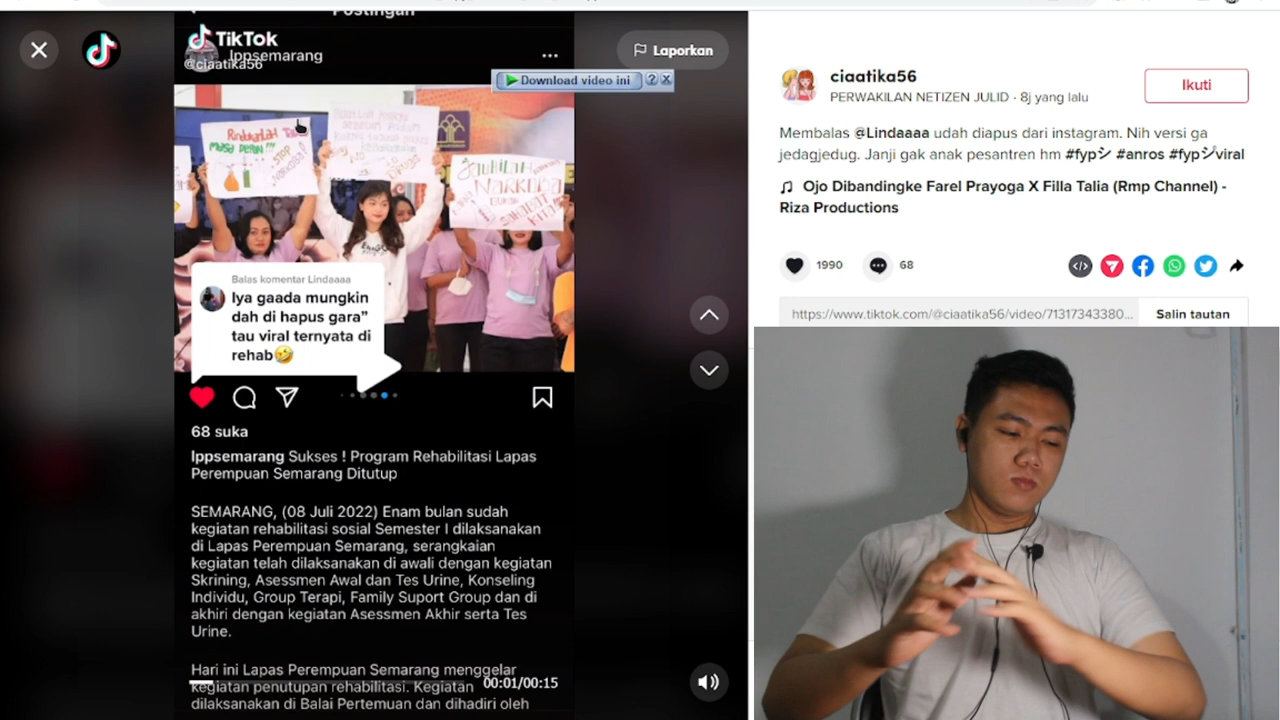 Postingan
TikTok
lppsemarang
@ciaatika56
Laporkan
Download video ini
STOP
Jauhilah
NARKOBA
BUKAN
Balas komentar Lindaaaa
Iya gaada mungkin
dah di hapus gara”
tau viral ternyata di
rehab🤣
68 suka
lppsemarang Sukses ! Program Rehabilitasi Lapas
Perempuan Semarang Ditutup
SEMARANG, (08 Juli 2022) Enam bulan sudah
kegiatan rehabilitasi sosial Semester I dilaksanakan
di Lapas Perempuan Semarang, serangkaian
kegiatan telah dilaksanakan di awali dengan kegiatan
Skrining, Asessmen Awal dan Tes Urine, Konseling
Individu, Group Terapi, Family Suport Group dan di
akhiri dengan kegiatan Asesmen Akhir serta Tes
Urine.
Hari ini Lapas Perempuan Semarang menggelar
kegiatan penutupan rehabilitasi. Kegiatan
00:01/00:15
dilaksanakan di Balai Pertemuan dan dihadiri oleh
ciaatika56
PERWAKILAN NETIZEN JULID · 8j yang lalu
Ikuti
Membalas @Lindaaaa udah diapus dari instagram. Nih versi ga
jedagjedug. Janji gak anak pesantren hm #fypシ #anros #fypシ゚viral
Ojo Dibandingke Farel Prayoga X Filla Talia (Rmp Channel) -
Riza Productions
1990
68
https://www.tiktok.com/@ciaatika56/video/71317343380...
Salin tautan